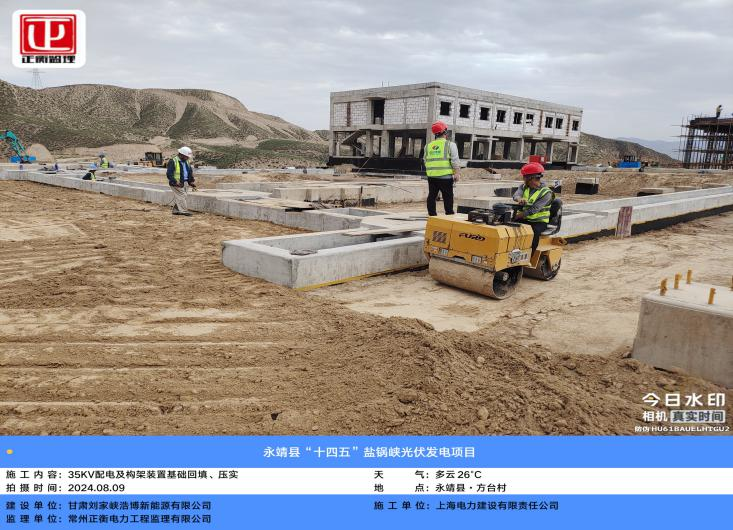 正衡监理
FURD
今日水印
相机 真实时间
防伪 HU61BAUELHTGU2
永靖县“十四五”盐锅峡光伏发电项目
施工内容：35KV配电及构架装置基础回填、压实
天 气：多云 26°C
拍摄时间：2024.08.09
地 点：永靖县·方台村
建设单位：甘肃刘家峡浩博新能源有限公司
施工单位：上海电力建设有限责任公司
监理单位：常州正衡电力工程监理有限公司